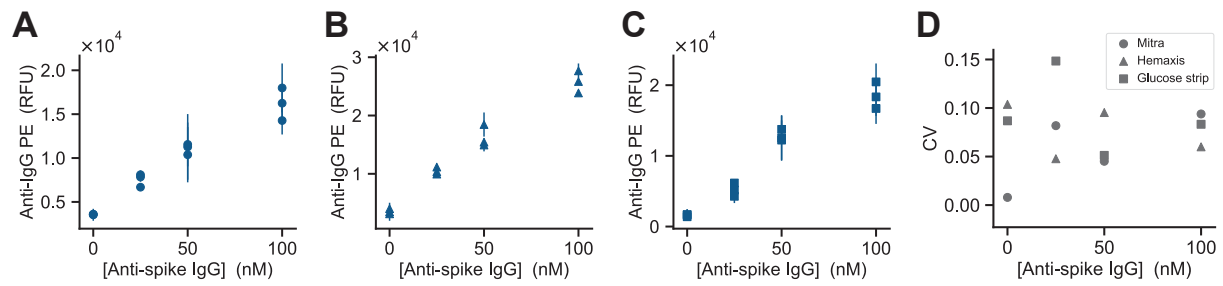 A
×10⁴
Anti-IgG PE (RFU)
2.0
1.5
1.0
0.5
0
50
100
[Anti-spike IgG] (nM)
B
×10⁴
Anti-IgG PE (RFU)
3
2
1
0
50
100
[Anti-spike IgG] (nM)
C
×10⁴
Anti-IgG PE (RFU)
2
1
0
0
50
100
[Anti-spike IgG] (nM)
D
Mitra
Hemaxis
Glucose strip
CV
0.15
0.10
0.05
0.00
0
50
100
[Anti-spike IgG] (nM)